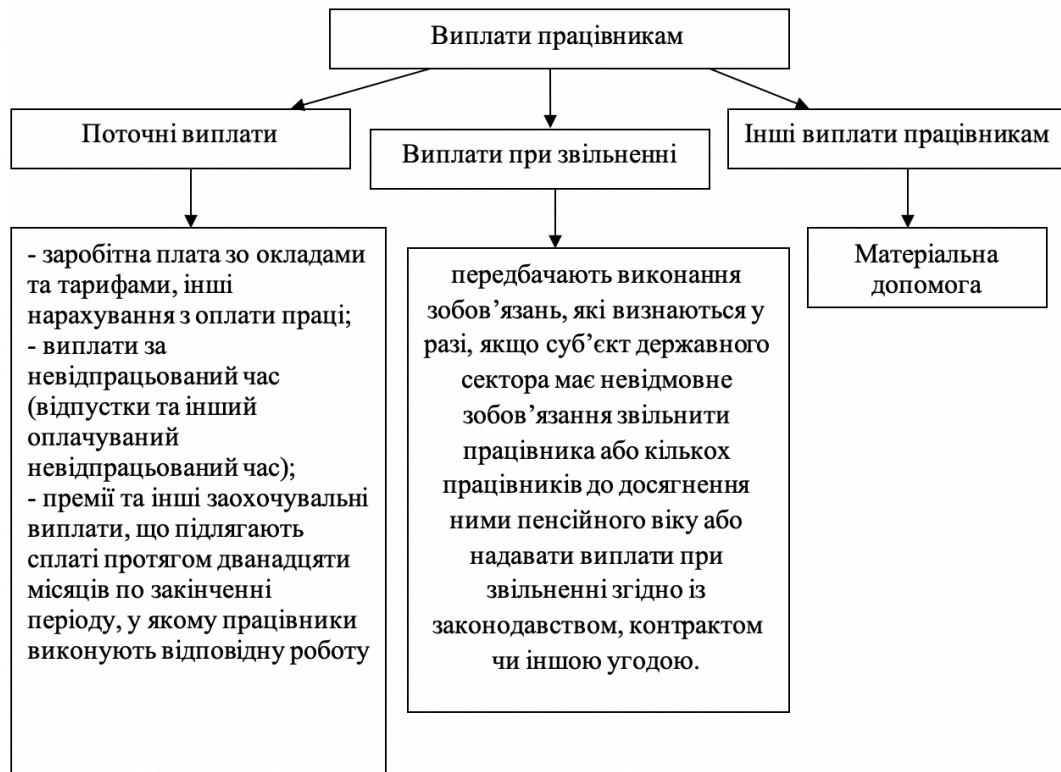 Виплати працівникам
Поточні виплати
Виплати при звільненні
Інші виплати працівникам
- заробітна плата зо окладами
та тарифами, інші
нарахування з оплати праці;
- виплати за
невідпрацьований час
(відпустки та інший
оплачуваний
невідпрацьований час);
- премії та інші заохочувальні
виплати, що підлягають
сплаті протягом дванадцяти
місяців по закінченні
періоду, у якому працівники
виконують відповідну роботу
передбачають виконання
зобов’язань, які визнаються у
разі, якщо суб’єкт державного
сектора має невідмовне
зобов’язання звільнити
працівника або кількох
працівників до досягнення
ними пенсійного віку або
надавати виплати при
звільненні згідно із
законодавством, контрактом
чи іншою угодою.
Матеріальна
допомога